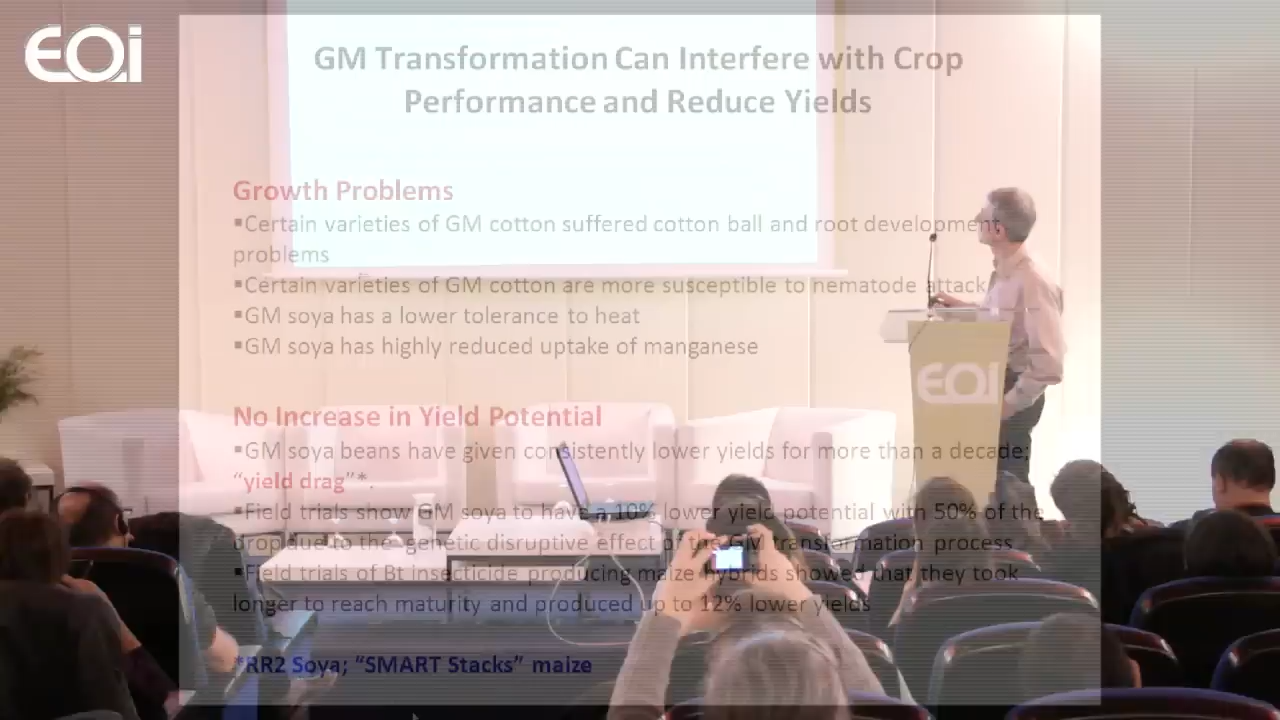 EOI
GM Transformation Can Interfere with Crop
Performance and Reduce Yields
Growth Problems
▪Certain varieties of GM cotton suffered cotton ball and root development
problems
▪Certain varieties of GM cotton are more susceptible to nematode attack
▪GM soya has a lower tolerance to heat
▪GM soya has highly reduced uptake of manganese
EOI
No Increase in Yield Potential
▪GM soya beans have given consistently lower yields for more than a decade;
“yield drag”*.
▪Field trials show GM soya to have a 10% lower yield potential with 50% of the
drop due to the genetic disruptive effect of the GM transformation process
▪Field trials of Bt insecticide producing maize hybrids showed that they took
longer to reach maturity and produced up to 12% lower yields
*RR2 Soya; “SMART Stacks” maize